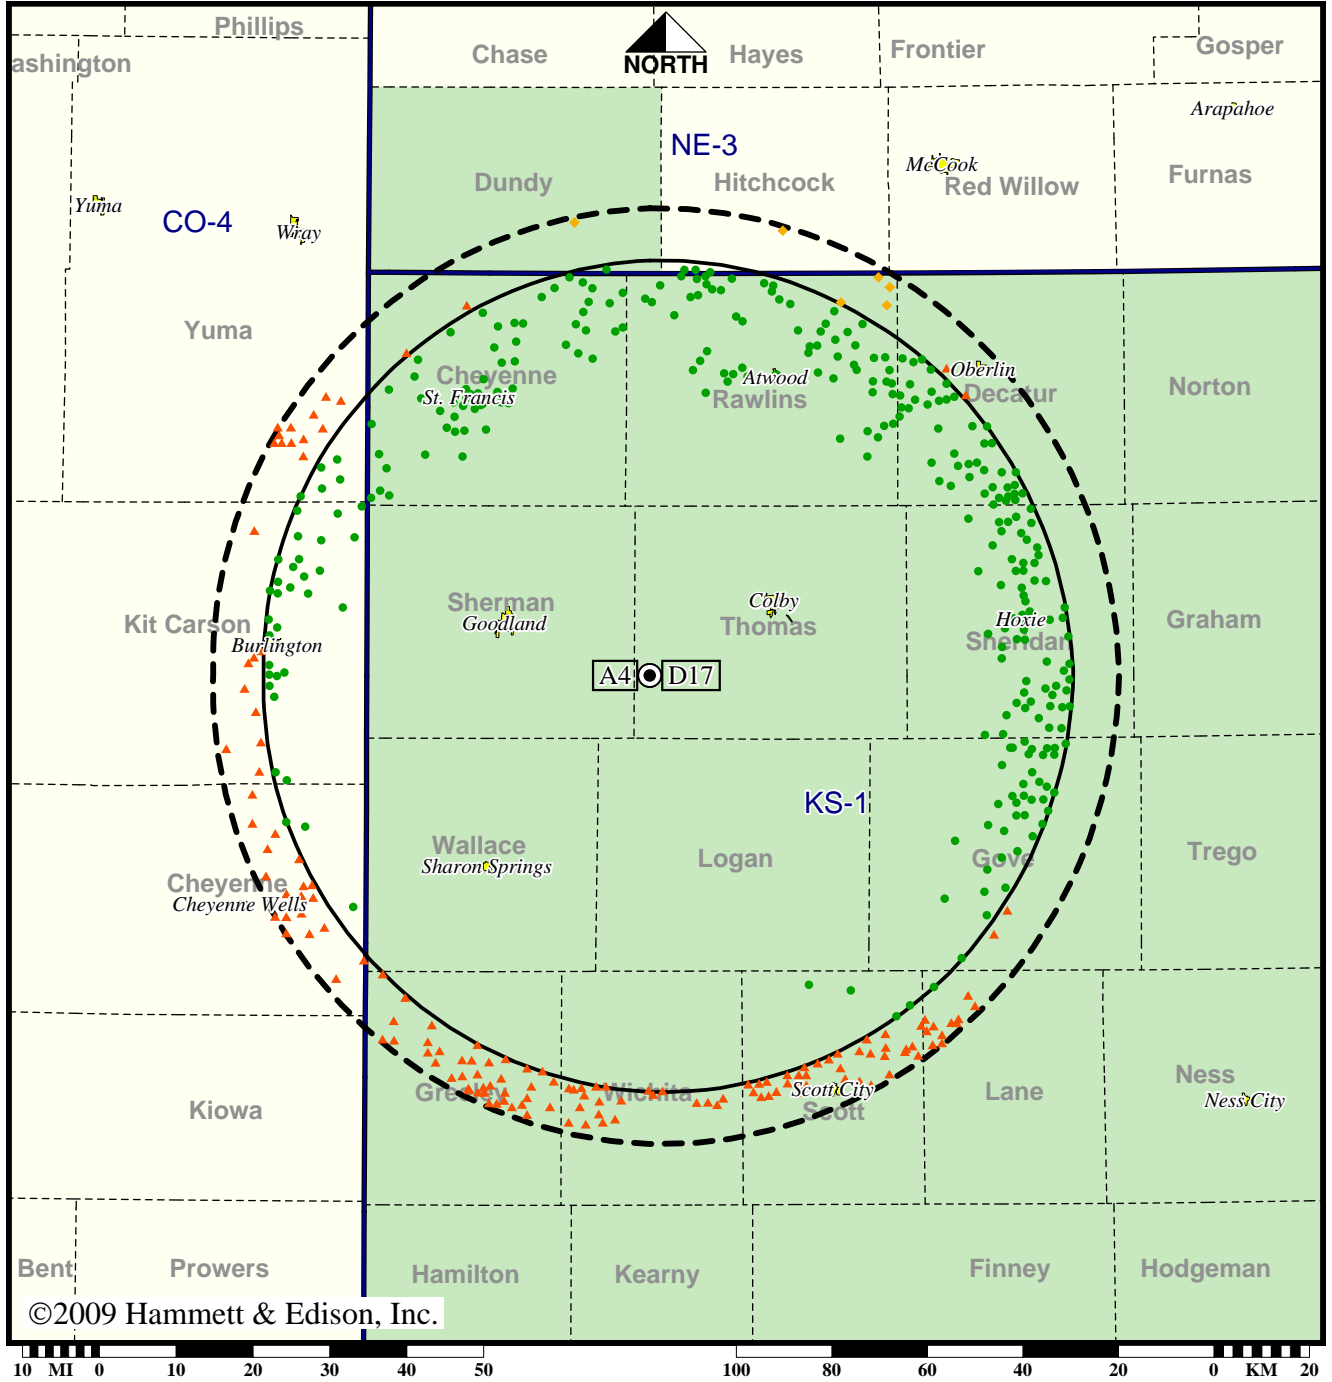 Phillips
Chase
Hayes
Frontier
Gosper
ashington
NORTH
Arapahoe
NE-3
McCook
Dundy
Hitchcock
Red Willow
Furnas
Yuma
CO-4
Wray
Yuma
Cheyenne
St. Francis
Atwood
Rawlins
Oberlin
Decatur
Norton
Sherman
Goodland
Colby
Thomas
Hoxie
Sheridan
Graham
Kit Carson
Burlington
A4
D17
KS-1
Wallace
Sharon Springs
Logan
Gove
Trego
Cheyenne
Cheyenne Wells
Kiowa
Greeley
Wichita
Scott City
Scott
Lane
Ness
Ness City
Bent
Prowers
Hamilton
Kearny
Finney
Hodgeman
©2009 Hammett & Edison, Inc.
10 MI 0 10 20 30 40 50 100 80 60 40 20 0 KM 20